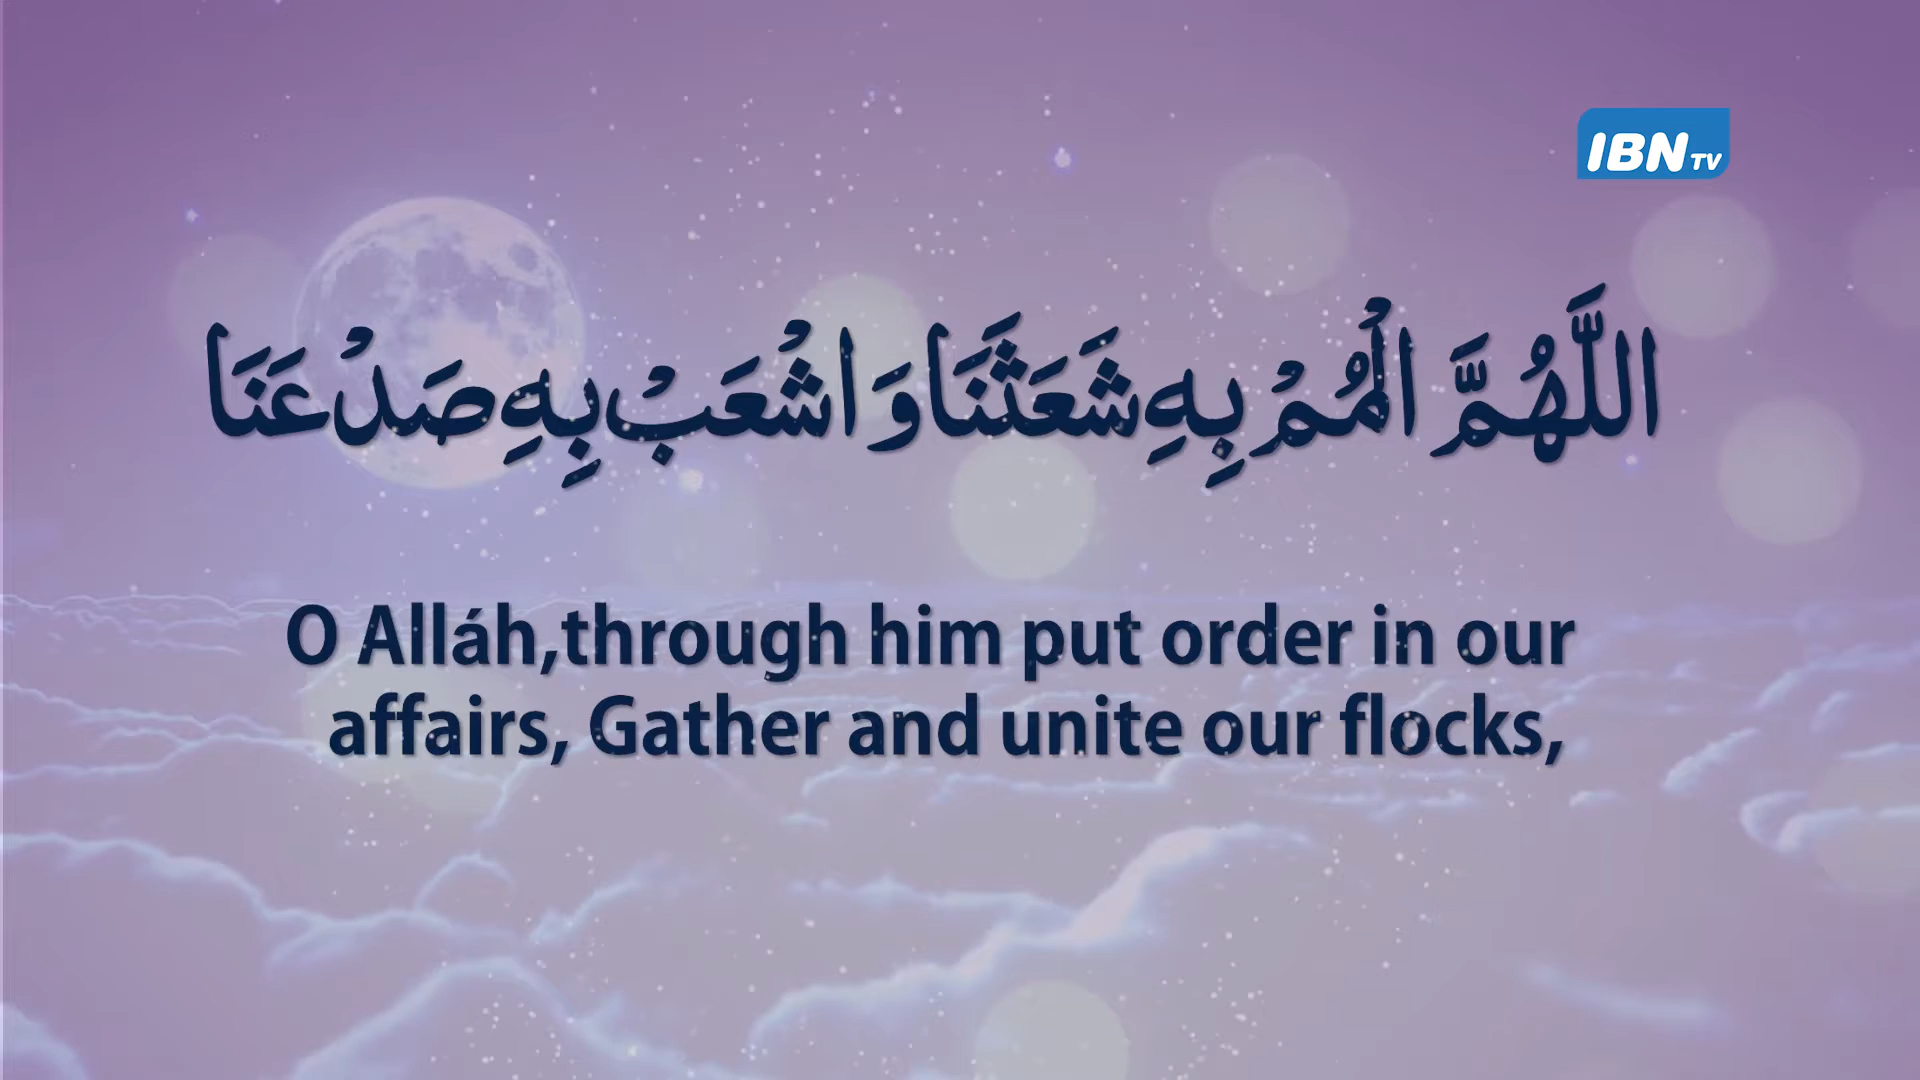 IBN TV
اللَّهُمَّ الْمُمْ بِهِ شَعَثَنَا وَ اشْعَبْ بِهِ صَدْعَنَا
O Alláh,through him put order in our
affairs, Gather and unite our flocks,